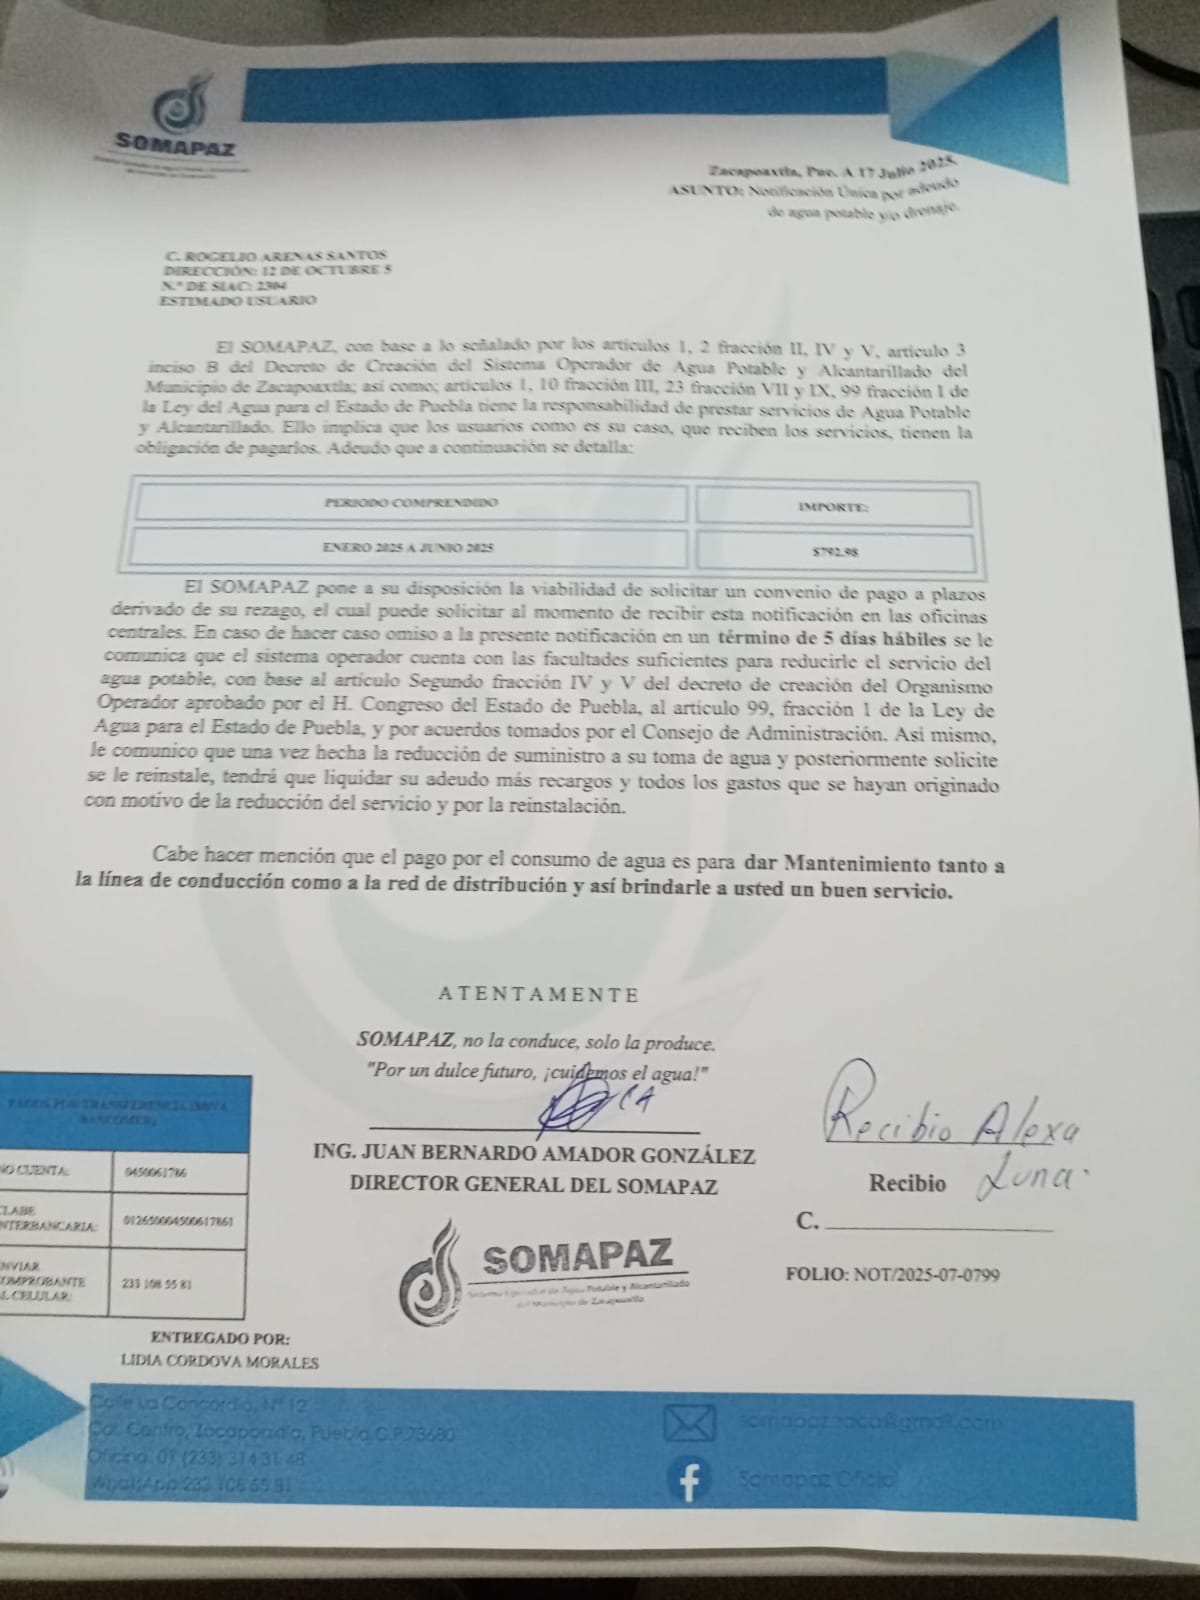 SOMAPAZ
Zacapoaxtla, Pue. A 17 Julio 2025.
ASUNTO: Notificación Única por adeudo
de agua potable y/o drenaje.
C. ROGELIO ARENAS SANTOS
DIRECCIÓN: 12 DE OCTUBRE 5
N.° DE SIAC: 2304
ESTIMADO USUARIO
El SOMAPAZ, con base a lo señalado por los artículos 1, 2 fracción II, IV y V, artículo 3
inciso B del Decreto de Creación del Sistema Operador de Agua Potable y Alcantarillado del
Municipio de Zacapoaxtla; así como; artículos 1, 10 fracción III, 23 fracción VII y IX, 99 fracción I de
la Ley del Agua para el Estado de Puebla tiene la responsabilidad de prestar servicios de Agua Potable
y Alcantarillado. Ello implica que los usuarios como es su caso, que reciben los servicios, tienen la
obligación de pagarlos. Adeudo que a continuación se detalla:
PERIODO COMPRENDIDO IMPORTE:
ENERO 2025 A JUNIO 2025 $792.98
El SOMAPAZ pone a su disposición la viabilidad de solicitar un convenio de pago a plazos
derivado de su rezago, el cual puede solicitar al momento de recibir esta notificación en las oficinas
centrales. En caso de hacer caso omiso a la presente notificación en un término de 5 días hábiles se le
comunica que el sistema operador cuenta con las facultades suficientes para reducirle el servicio del
agua potable, con base al artículo Segundo fracción IV y V del decreto de creación del Organismo
Operador aprobado por el H. Congreso del Estado de Puebla, al artículo 99, fracción 1 de la Ley de
Agua para el Estado de Puebla, y por acuerdos tomados por el Consejo de Administración. Así mismo,
le comunico que una vez hecha la reducción de suministro a su toma de agua y posteriormente solicite
se le reinstale, tendrá que liquidar su adeudo más recargos y todos los gastos que se hayan originado
con motivo de la reducción del servicio y por la reinstalación.
Cabe hacer mención que el pago por el consumo de agua es para dar Mantenimiento tanto a
la línea de conducción como a la red de distribución y así brindarle a usted un buen servicio.
ATENTAMENTE
SOMAPAZ, no la conduce, solo la produce.
"Por un dulce futuro, ¡cuidemos el agua!"
ING. JUAN BERNARDO AMADOR GONZÁLEZ
DIRECTOR GENERAL DEL SOMAPAZ
SOMAPAZ
Sistema Operador de Agua Potable y Alcantarillado
del Municipio de Zacapoaxtla
Recibio Alexa
Luna.
Recibio
C.
FOLIO: NOT/2025-07-0799
PAGOS POR TRANSFERENCIA BBVA
BANCOMER:
NO CUENTA: 0450061786
CLABE
INTERBANCARIA: 012650004500617861
ENVIAR
COMPROBANTE
AL CELULAR: 233 108 55 81
ENTREGADO POR:
LIDIA CORDOVA MORALES
Calle La Concordia, N° 12
Col. Centro, Zacapoaxtla, Puebla C.P.73680
Oficina: 01 (233) 314 31 48
WhatsApp 233 108 55 81
somapaz.zaca@gmail.com
Somapaz Oficial